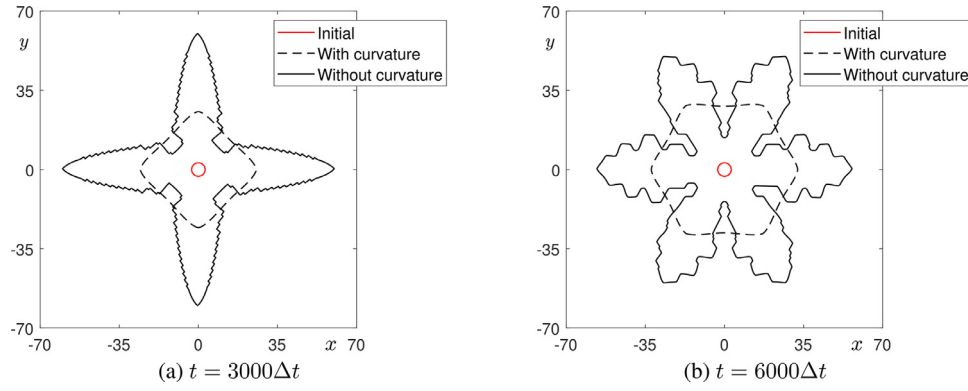 70
y
35
0
-35
-70
-70
-35
0
35
x
70
Initial
With curvature
Without curvature
(a) t = 3000Δt
70
y
35
0
-35
-70
-70
-35
0
35
x
70
Initial
With curvature
Without curvature
(b) t = 6000Δt